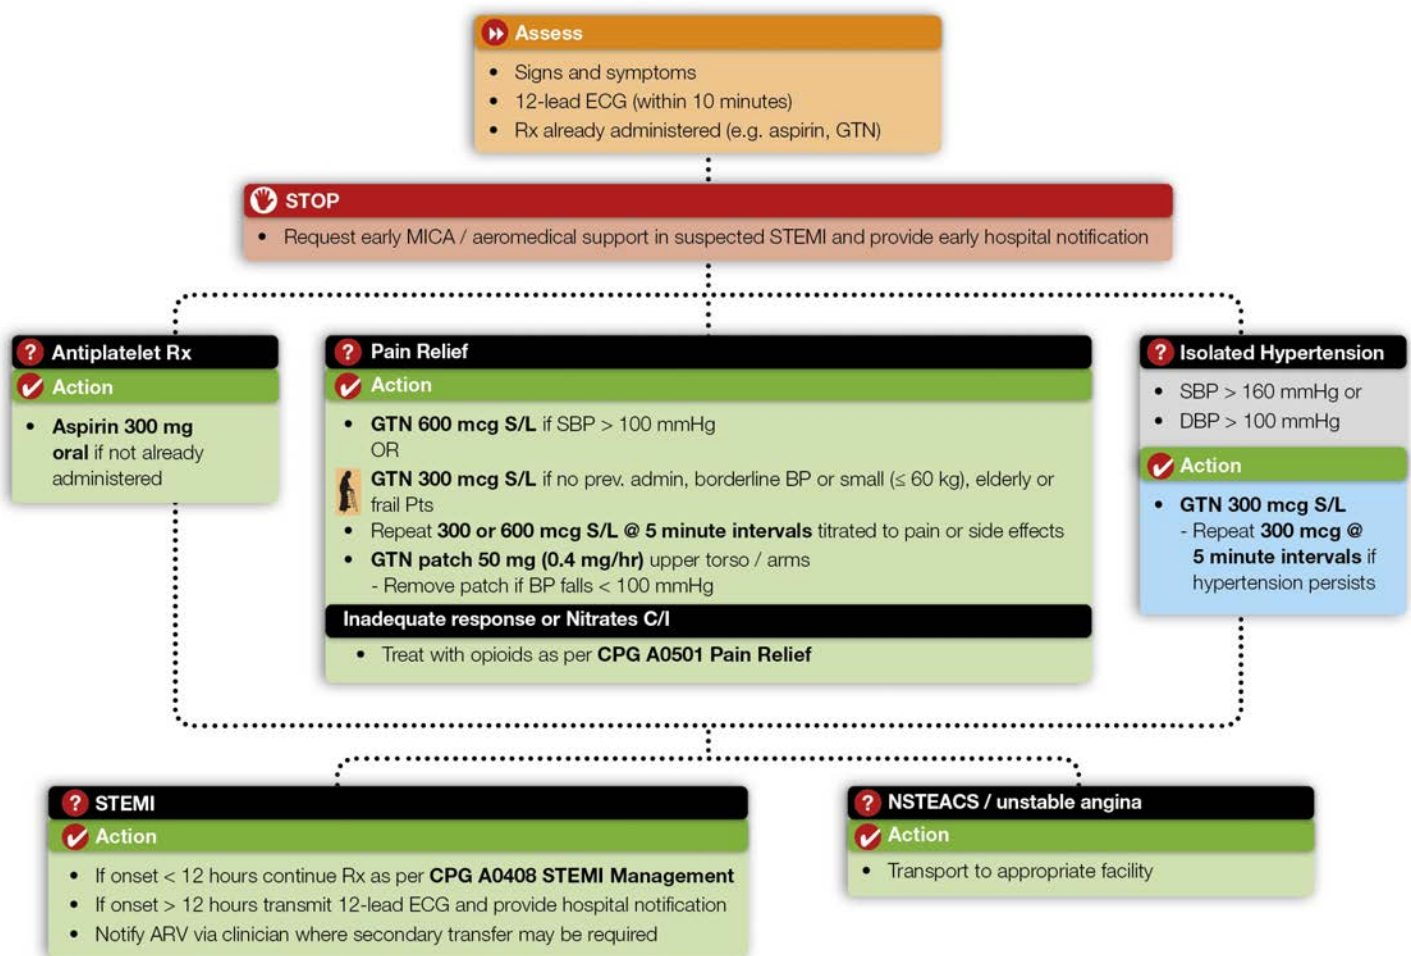 Assess
• Signs and symptoms
• 12-lead ECG (within 10 minutes)
• Rx already administered (e.g. aspirin, GTN)
STOP
• Request early MICA / aeromedical support in suspected STEMI and provide early hospital notification
? Antiplatelet Rx
Action
• Aspirin 300 mg
oral if not already
administered
? Pain Relief
Action
• GTN 600 mcg S/L if SBP > 100 mmHg
OR
GTN 300 mcg S/L if no prev. admin, borderline BP or small (≤ 60 kg), elderly or
frail Pts
• Repeat 300 or 600 mcg S/L @ 5 minute intervals titrated to pain or side effects
• GTN patch 50 mg (0.4 mg/hr) upper torso / arms
- Remove patch if BP falls < 100 mmHg
Inadequate response or Nitrates C/I
• Treat with opioids as per CPG A0501 Pain Relief
? Isolated Hypertension
• SBP > 160 mmHg or
• DBP > 100 mmHg
Action
• GTN 300 mcg S/L
- Repeat 300 mcg @
5 minute intervals if
hypertension persists
? STEMI
Action
• If onset < 12 hours continue Rx as per CPG A0408 STEMI Management
• If onset > 12 hours transmit 12-lead ECG and provide hospital notification
• Notify ARV via clinician where secondary transfer may be required
? NSTEACS / unstable angina
Action
• Transport to appropriate facility